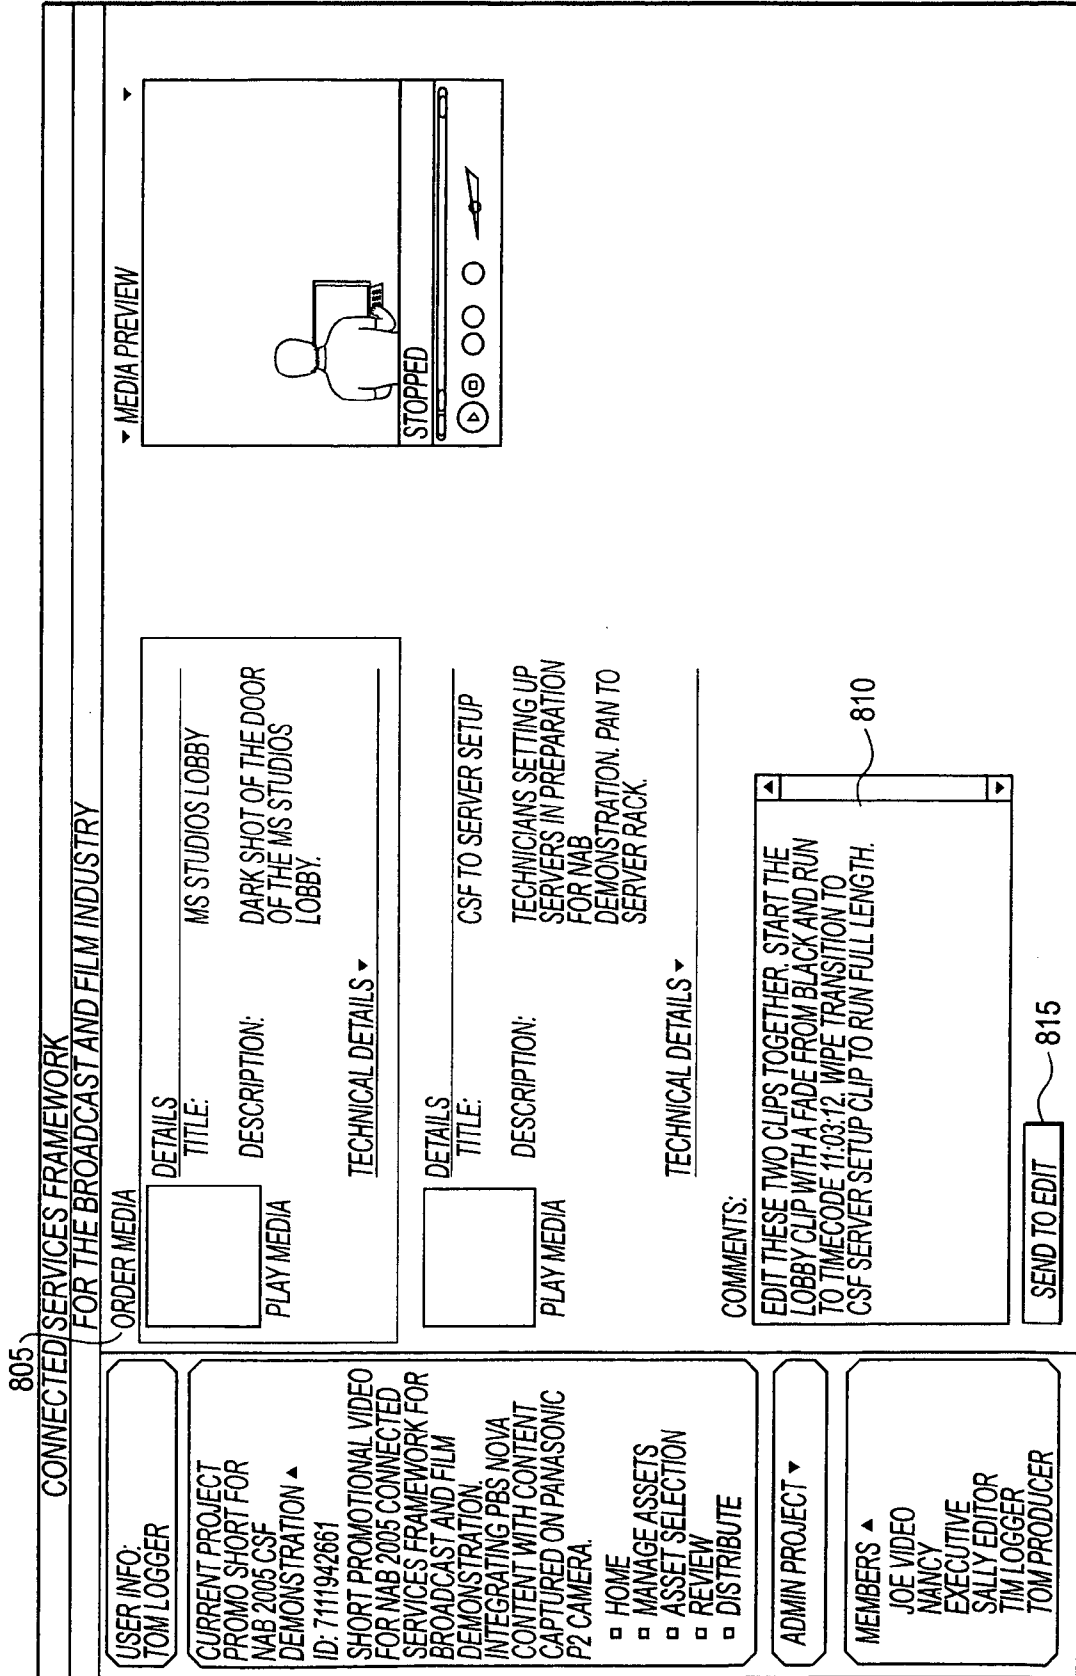 805
CONNECTED SERVICES FRAMEWORK
FOR THE BROADCAST AND FILM INDUSTRY
USER INFO:
TOM LOGGER
CURRENT PROJECT
PROMO SHORT FOR
NAB 2005 CSF
DEMONSTRATION ▲
ID: 7111942661
SHORT PROMOTIONAL VIDEO
FOR NAB 2005 CONNECTED
SERVICES FRAMEWORK FOR
BROADCAST AND FILM
DEMONSTRATION.
INTEGRATING PBS NOVA
CONTENT WITH CONTENT
CAPTURED ON PANASONIC
P2 CAMERA.
HOME
MANAGE ASSETS
ASSET SELECTION
REVIEW
DISTRIBUTE
ADMIN PROJECT ▼
MEMBERS ▲
JOE VIDEO
NANCY
EXECUTIVE
SALLY EDITOR
TIM LOGGER
TOM PRODUCER
ORDER MEDIA
PLAY MEDIA
DETAILS
TITLE: MS STUDIOS LOBBY
DESCRIPTION: DARK SHOT OF THE DOOR
OF THE MS STUDIOS
LOBBY.
TECHNICAL DETAILS ▼
PLAY MEDIA
DETAILS
TITLE: CSF TO SERVER SETUP
DESCRIPTION: TECHNICIANS SETTING UP
SERVERS IN PREPARATION
FOR NAB
DEMONSTRATION. PAN TO
SERVER RACK.
TECHNICAL DETAILS ▼
COMMENTS:
EDIT THESE TWO CLIPS TOGETHER. START THE
LOBBY CLIP WITH A FADE FROM BLACK AND RUN
TO TIMECODE 11:03:12. WIPE TRANSITION TO
CSF SERVER SETUP CLIP TO RUN FULL LENGTH.
810
SEND TO EDIT
815
▼ MEDIA PREVIEW
STOPPED